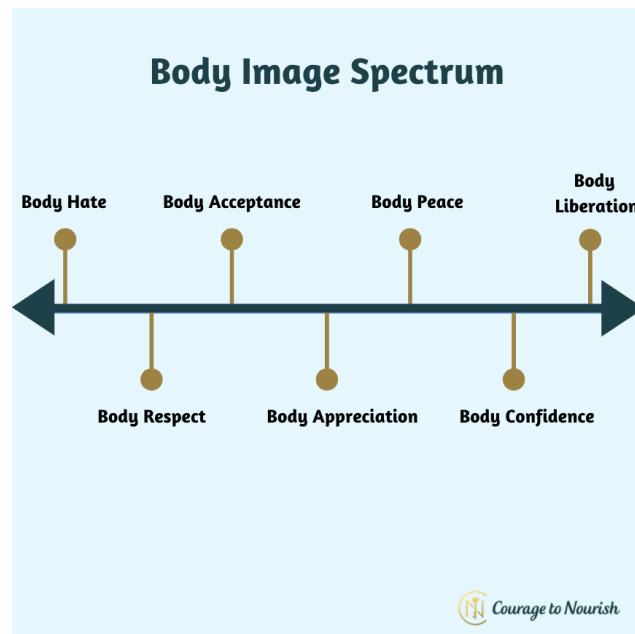 Body Image Spectrum
Body Hate
Body Acceptance
Body Peace
Body
Liberation
Body Respect
Body Appreciation
Body Confidence
Courage to Nourish